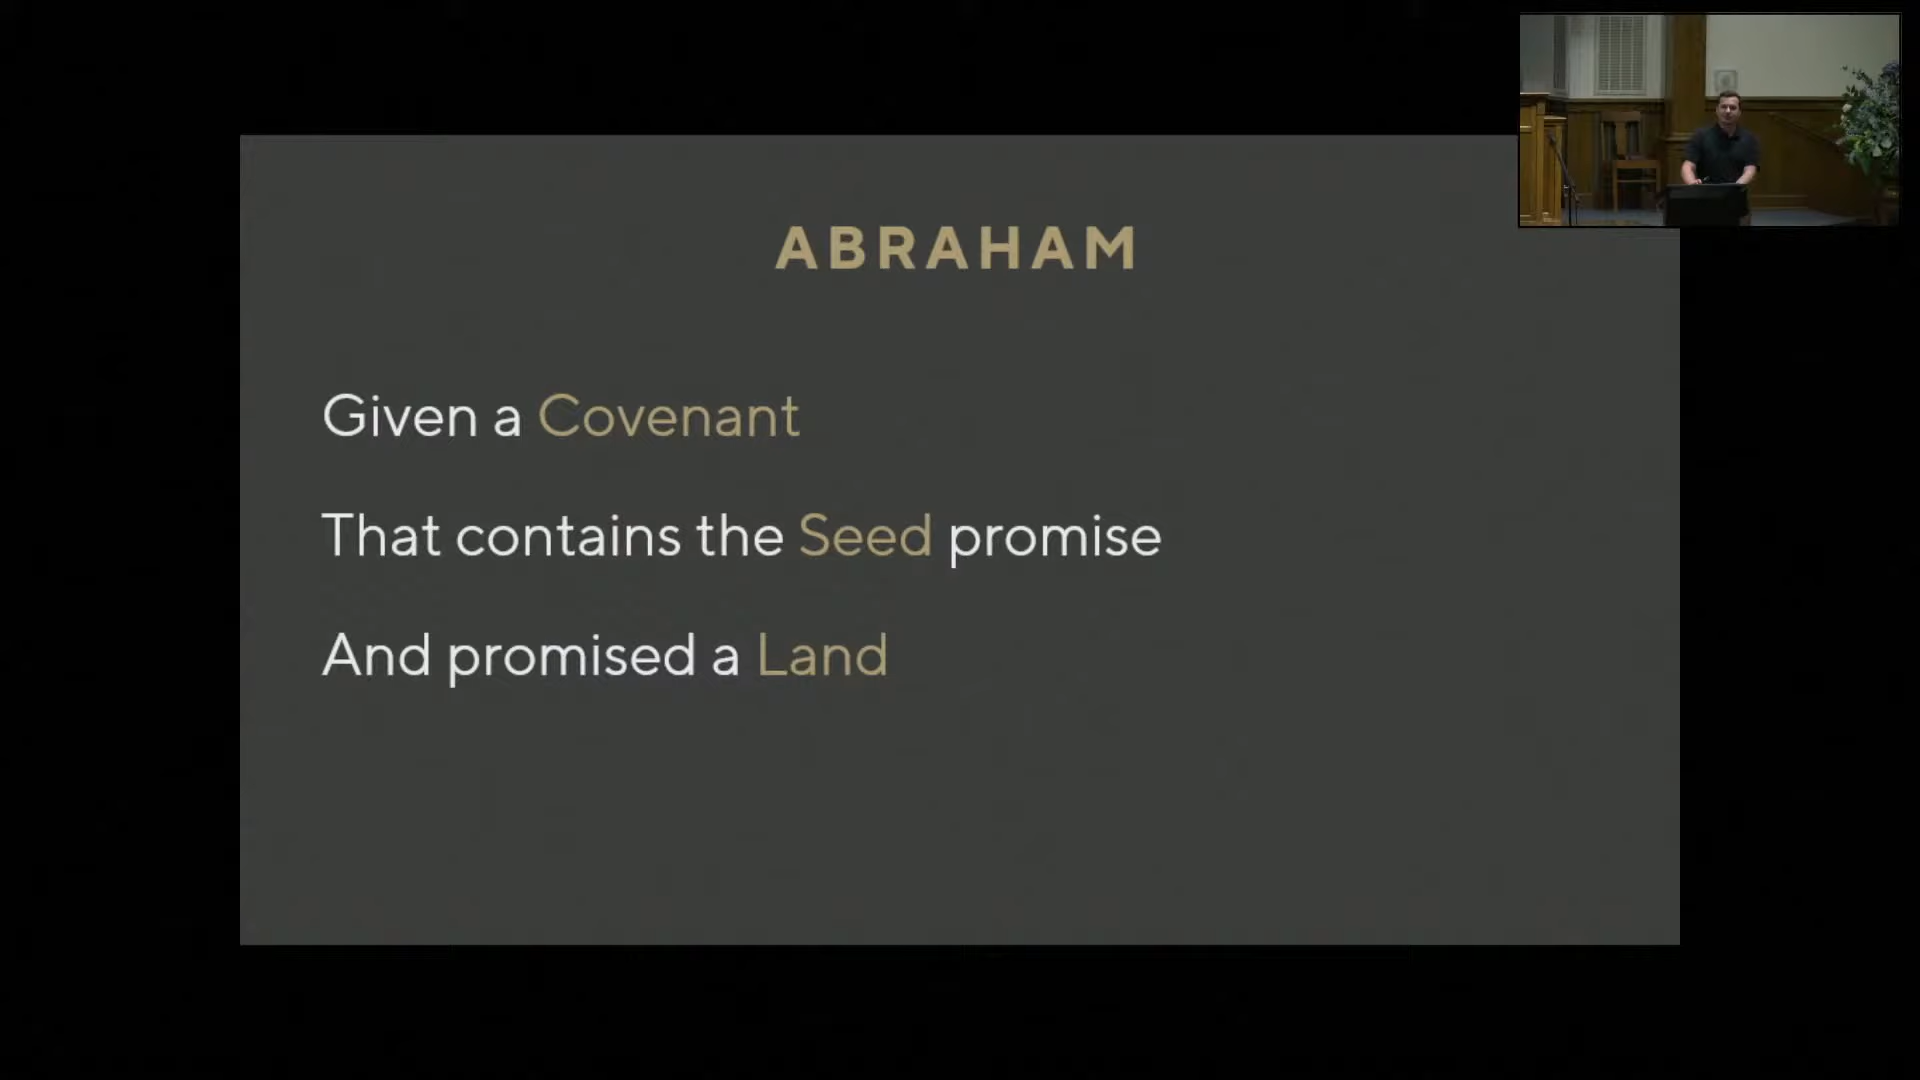 ABRAHAM
Given a Covenant
That contains the Seed promise
And promised a Land